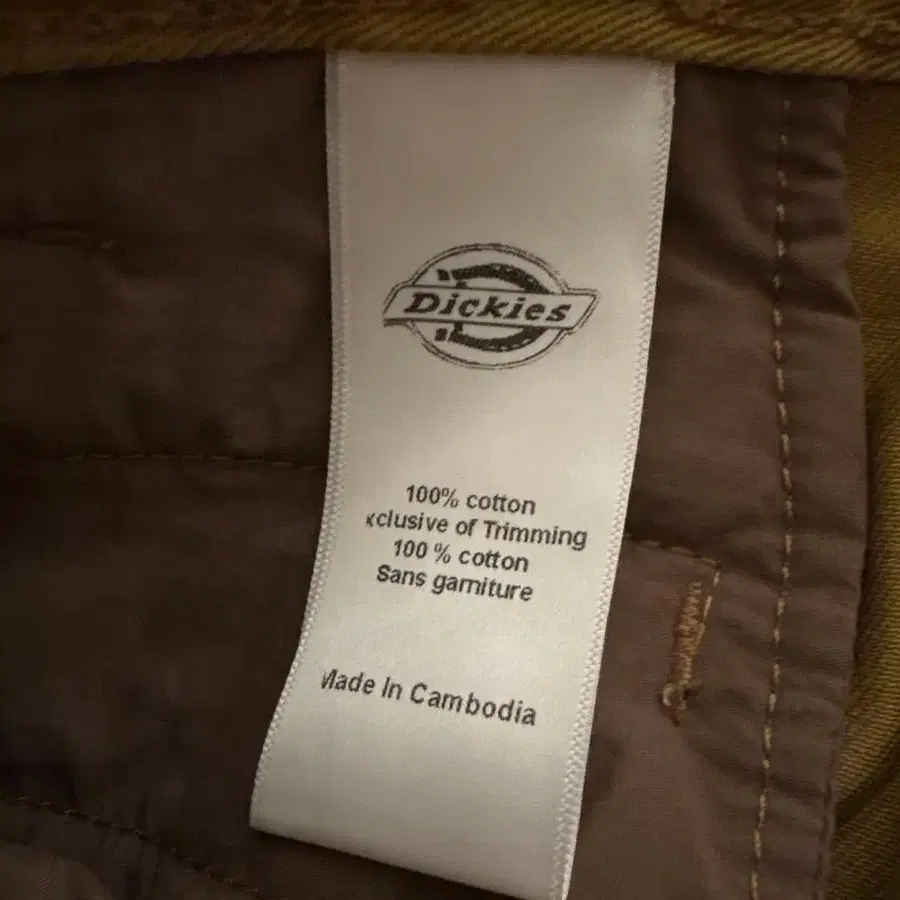 Dickies
100% cotton
xclusive of Trimming
100 % cotton
Sans garniture
Made In Cambodia